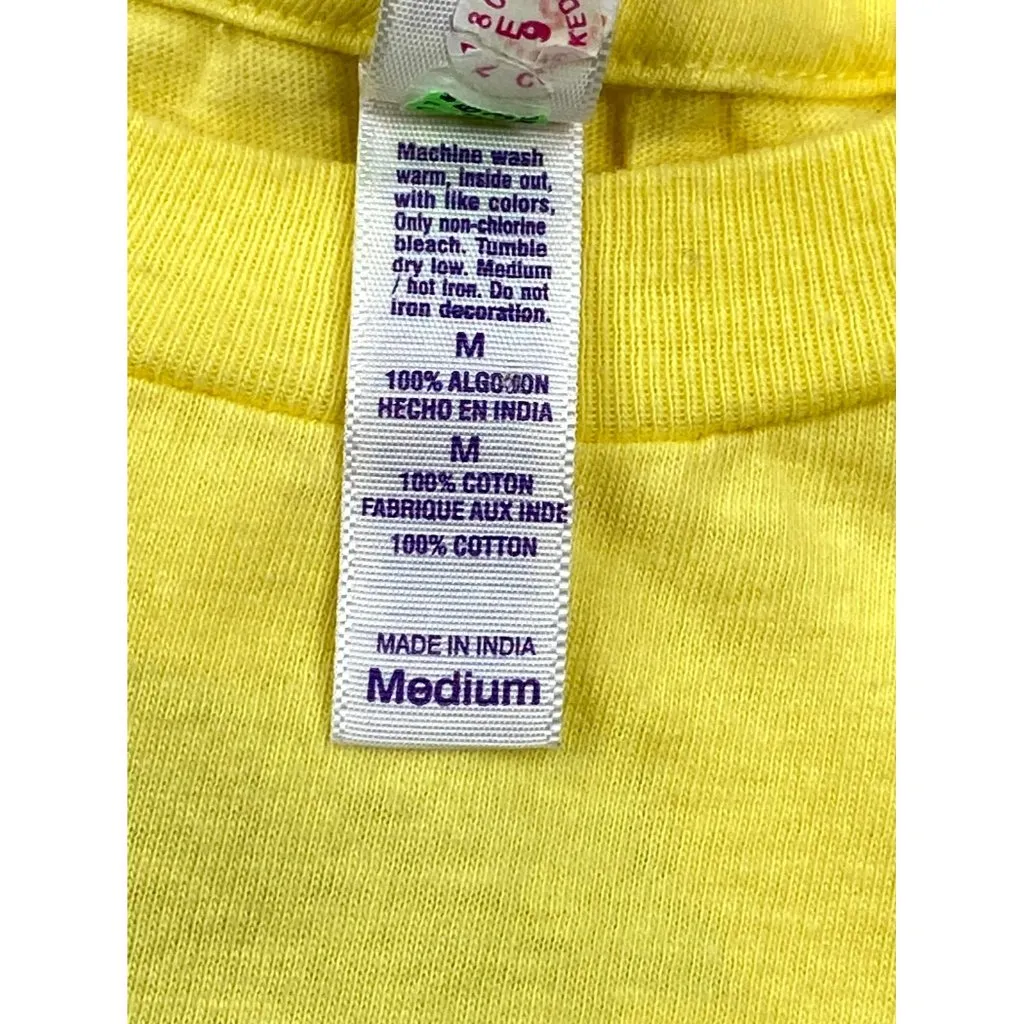 Machine wash
warm, inside out,
with like colors,
Only non-chlorine
bleach. Tumble
dry low. Medium
/ hot iron. Do not
iron decoration.
M
100% ALGODON
HECHO EN INDIA
M
100% COTON
FABRIQUE AUX INDE
100% COTTON
MADE IN INDIA
Medium